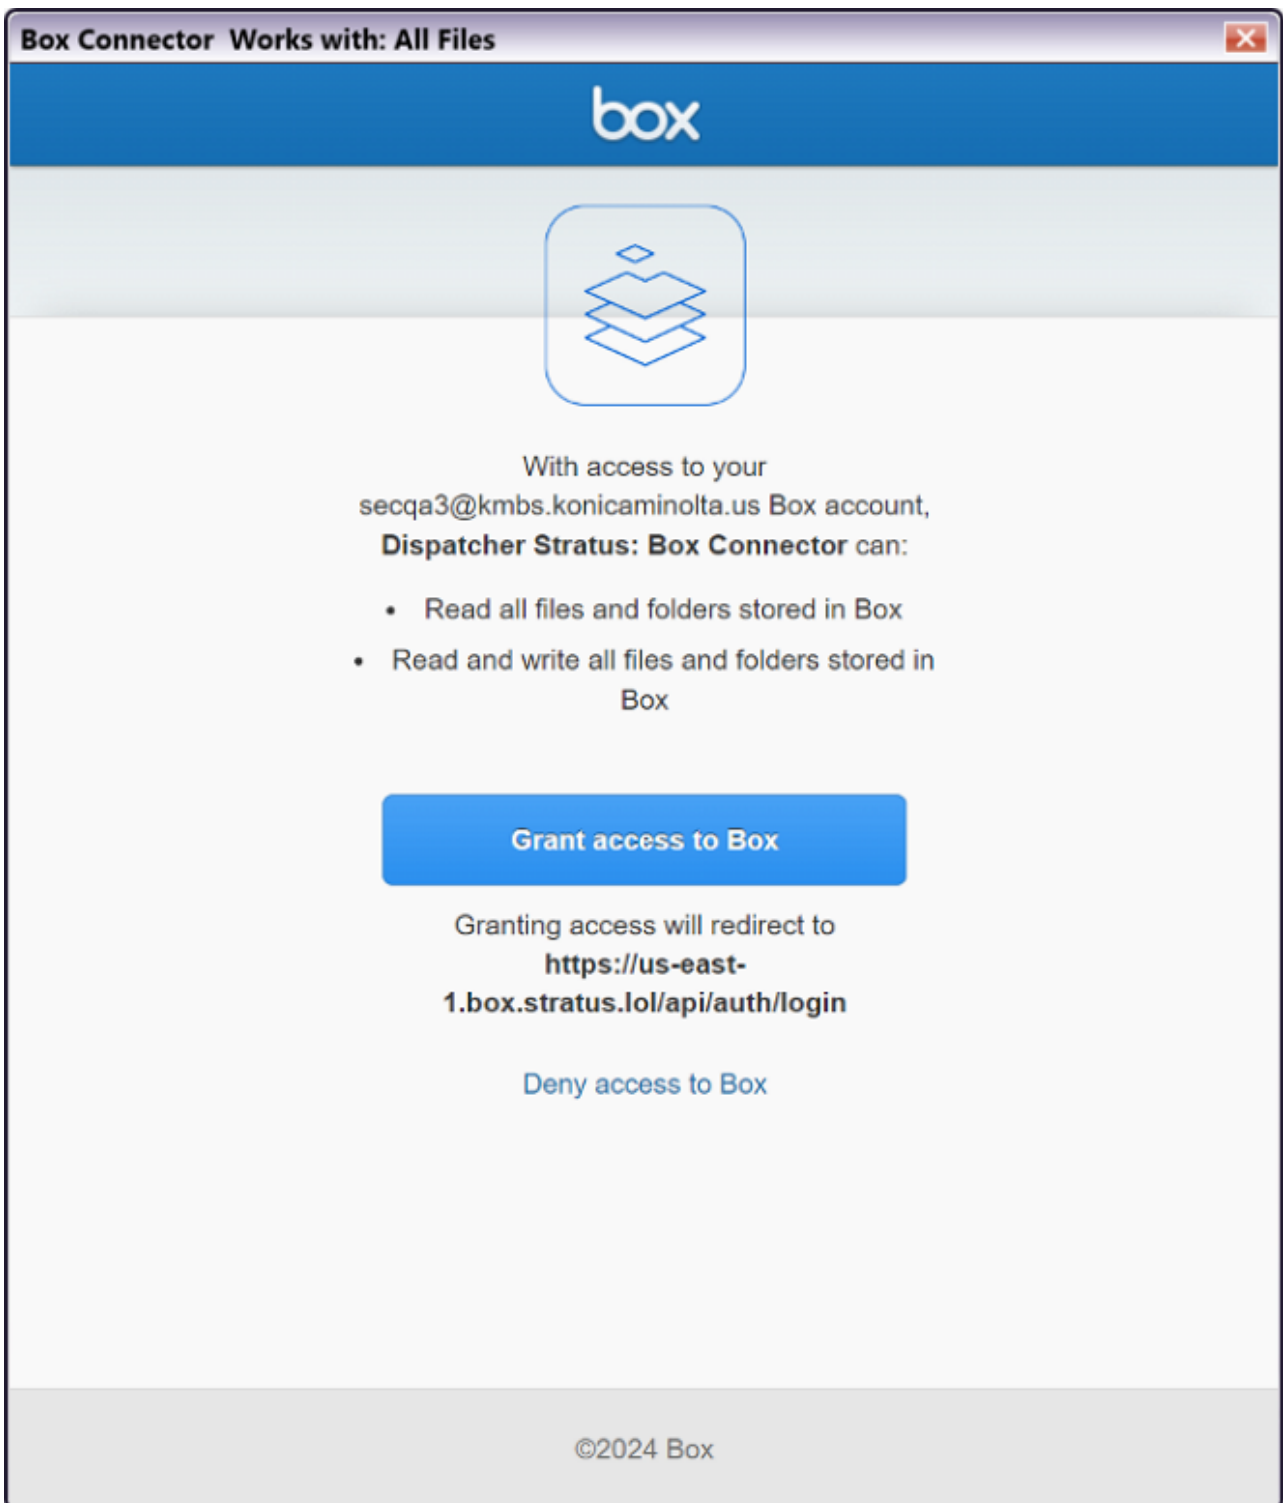 Box Connector  Works with: All Files
box
With access to your
secqa3@kmbs.konicaminolta.us Box account,
Dispatcher Stratus: Box Connector can:
• Read all files and folders stored in Box
• Read and write all files and folders stored in
Box
Grant access to Box
Granting access will redirect to
https://us-east-
1.box.stratus.lol/api/auth/login
Deny access to Box
©2024 Box